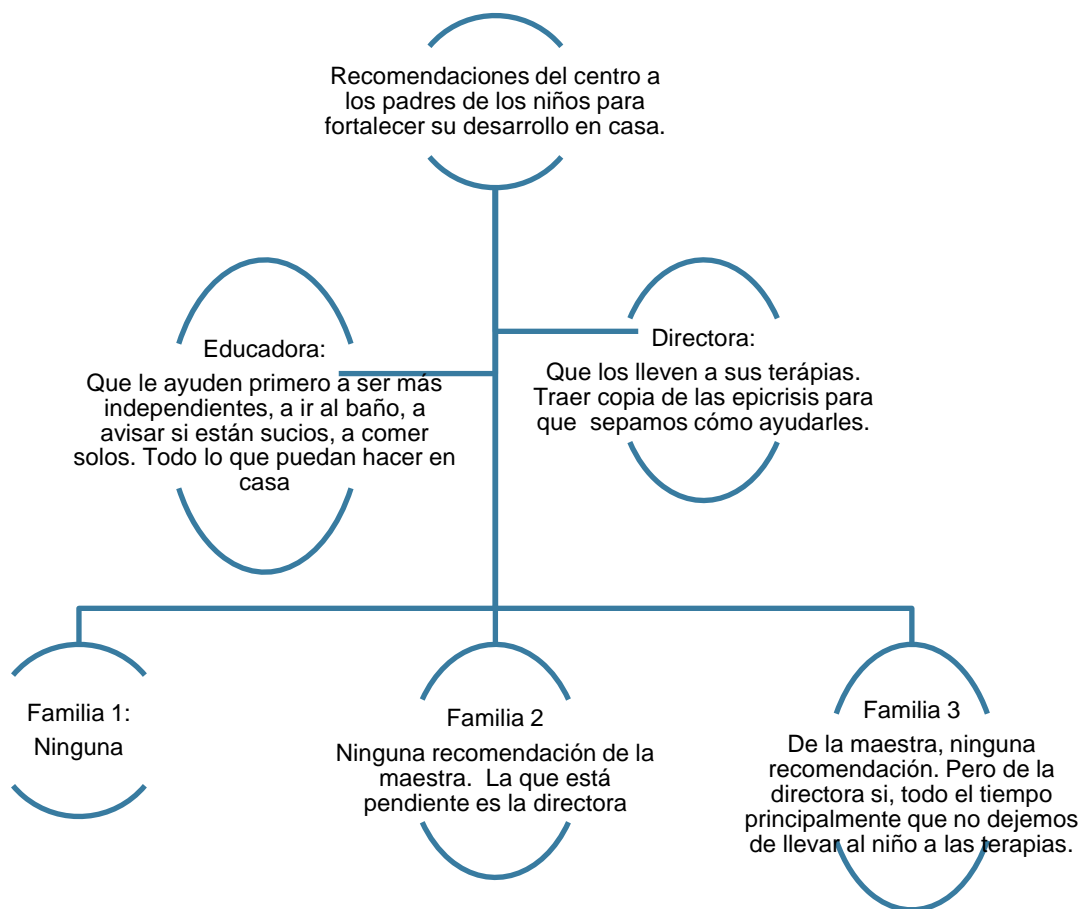 Recomendaciones del centro a
los padres de los niños para
fortalecer su desarrollo en casa.
Educadora:
Que le ayuden primero a ser más
independientes, a ir al baño, a
avisar si están sucios, a comer
solos. Todo lo que puedan hacer en
casa
Directora:
Que los lleven a sus terápias.
Traer copia de las epicrisis para
que sepamos cómo ayudarles.
Familia 1:
Ninguna
Familia 2
Ninguna recomendación de la
maestra. La que está
pendiente es la directora
Familia 3
De la maestra, ninguna
recomendación. Pero de la
directora si, todo el tiempo
principalmente que no dejemos
de llevar al niño a las terapias.